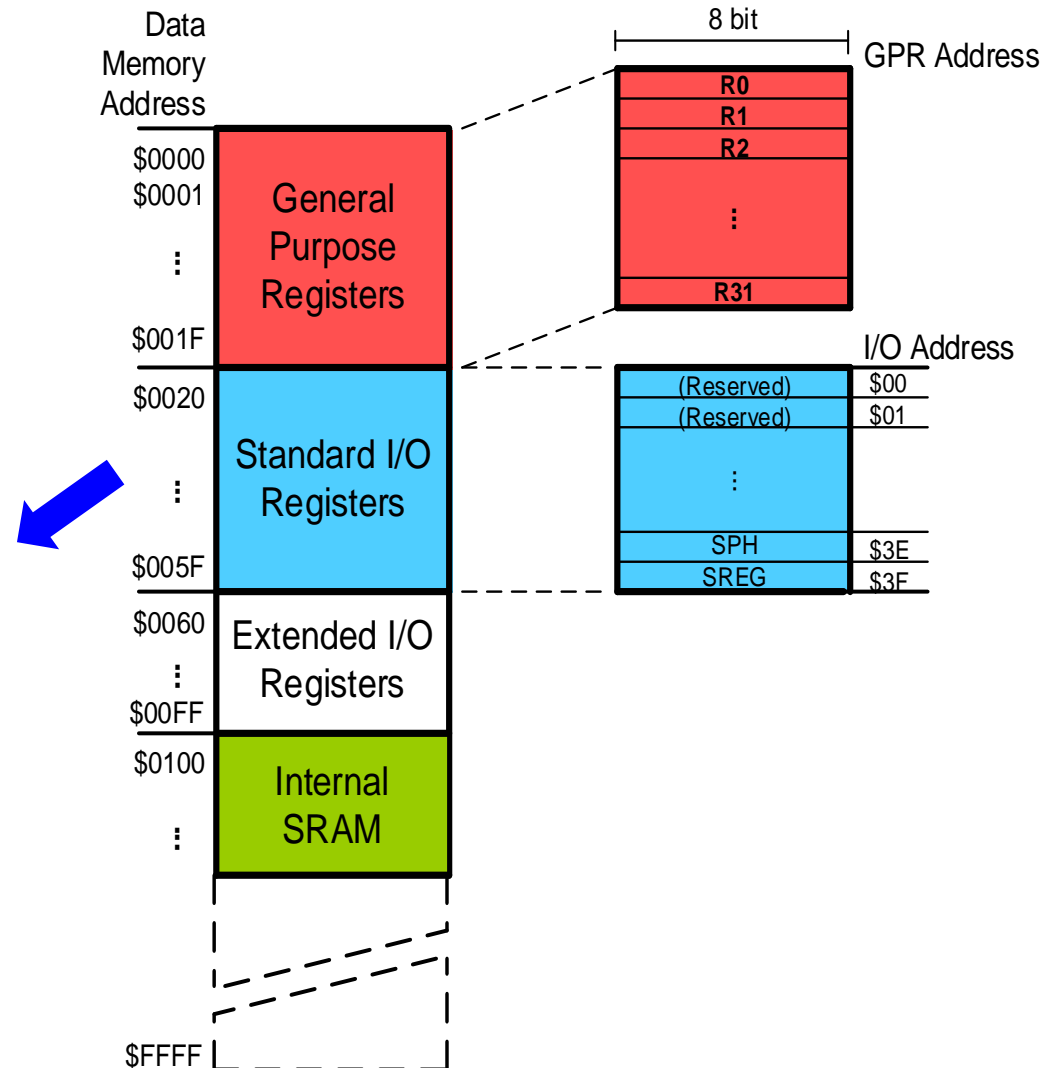 Data
Memory
Address
$0000
$0001
⋮
$001F
$0020
⋮
$005F
$0060
⋮
$00FF
$0100
⋮
$FFFF
General
Purpose
Registers
Standard I/O
Registers
Extended I/O
Registers
Internal
SRAM
8 bit
GPR Address
R0
R1
R2
⋮
R31
I/O Address
(Reserved) $00
(Reserved) $01
⋮
SPH $3E
SREG $3F